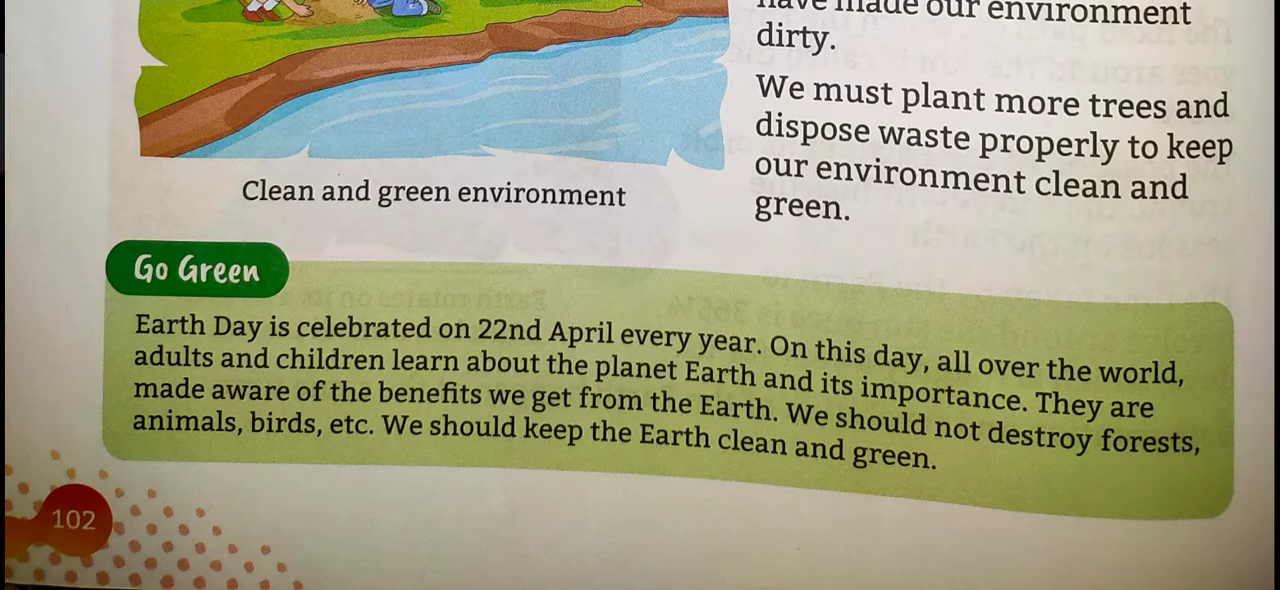 have made our environment
dirty.
We must plant more trees and
dispose waste properly to keep
our environment clean and
green.
Clean and green environment
Go Green
Earth Day is celebrated on 22nd April every year. On this day, all over the world,
adults and children learn about the planet Earth and its importance. They are
made aware of the benefits we get from the Earth. We should not destroy forests,
animals, birds, etc. We should keep the Earth clean and green.
102